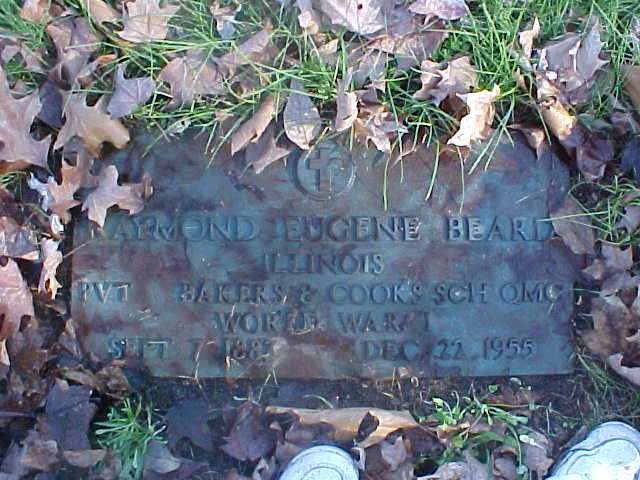 RAYMOND EUGENE BEARD
ILLINOIS
PVT BAKERS & COOKS SCH QMC
WORLD WAR I
SEPT 7 DEC 22 1955